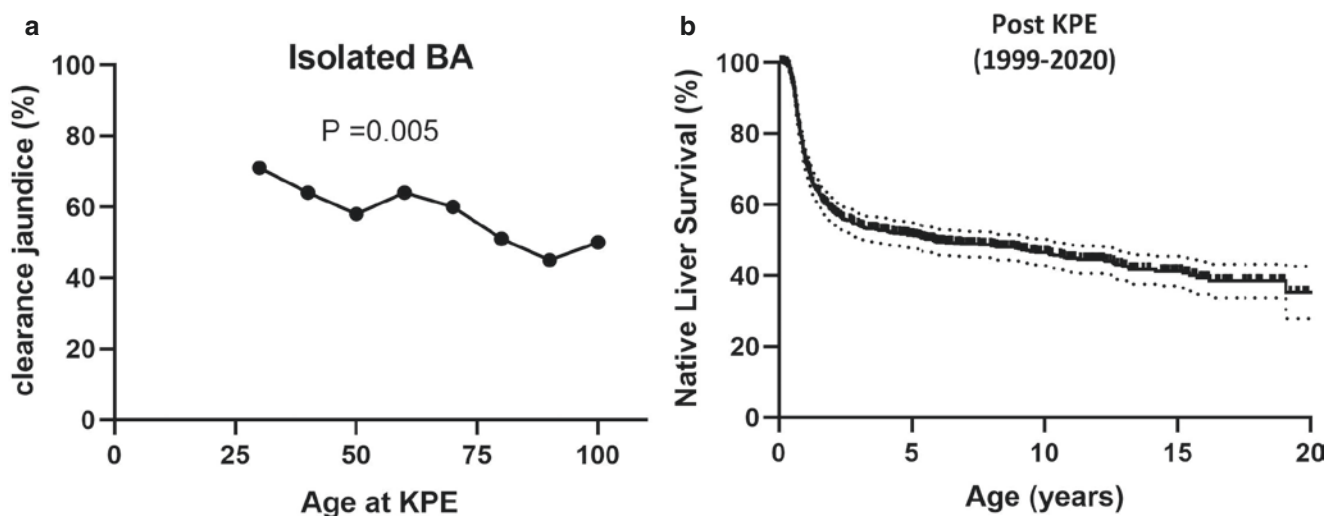 a
Isolated BA
P =0.005
clearance jaundice (%)
100
80
60
40
20
0
0 25 50 75 100
Age at KPE
b
Post KPE
(1999-2020)
Native Liver Survival (%)
100
80
60
40
20
0
0 5 10 15 20
Age (years)